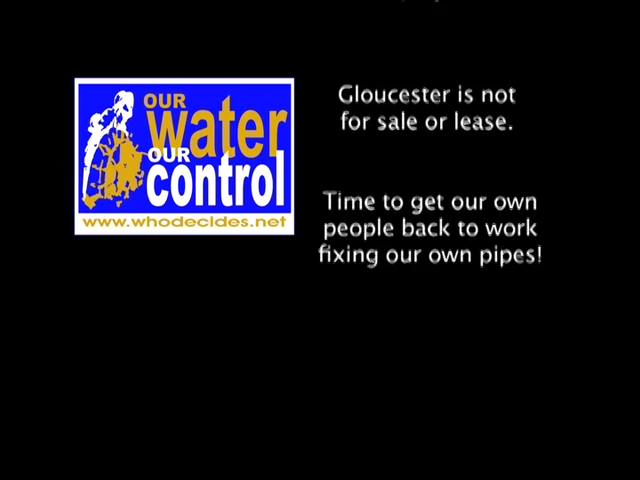 OUR
water
OUR
control
www.whodecides.net
Gloucester is not
for sale or lease.
Time to get our own
people back to work
fixing our own pipes!